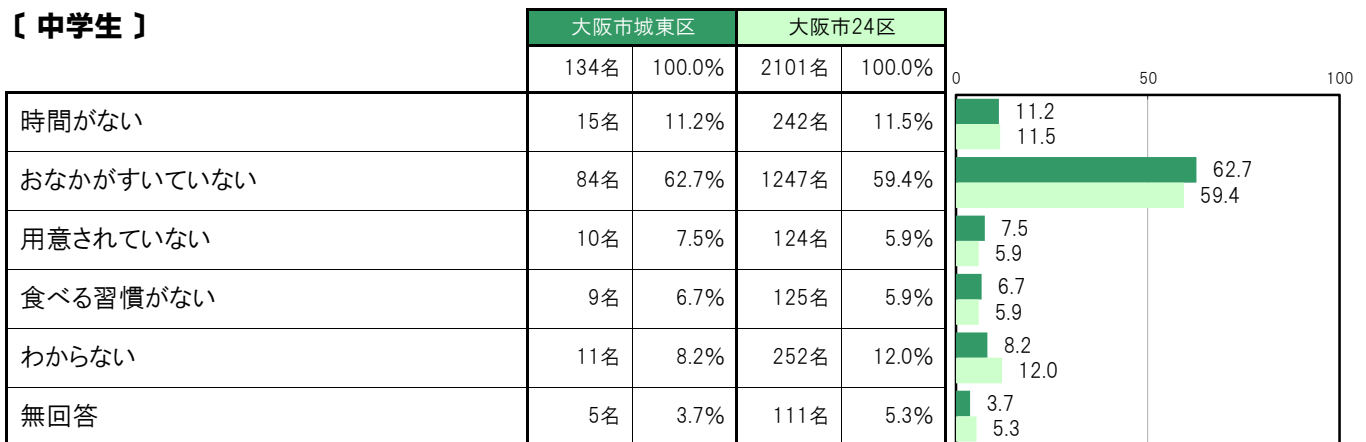 〔 中学生 〕
大阪市城東区 大阪市24区
134名 100.0% 2101名 100.0%
0 50 100
時間がない 15名 11.2% 242名 11.5%
11.2
11.5
おなかがすいていない 84名 62.7% 1247名 59.4%
62.7
59.4
用意されていない 10名 7.5% 124名 5.9%
7.5
5.9
食べる習慣がない 9名 6.7% 125名 5.9%
6.7
5.9
わからない 11名 8.2% 252名 12.0%
8.2
12.0
無回答 5名 3.7% 111名 5.3%
3.7
5.3